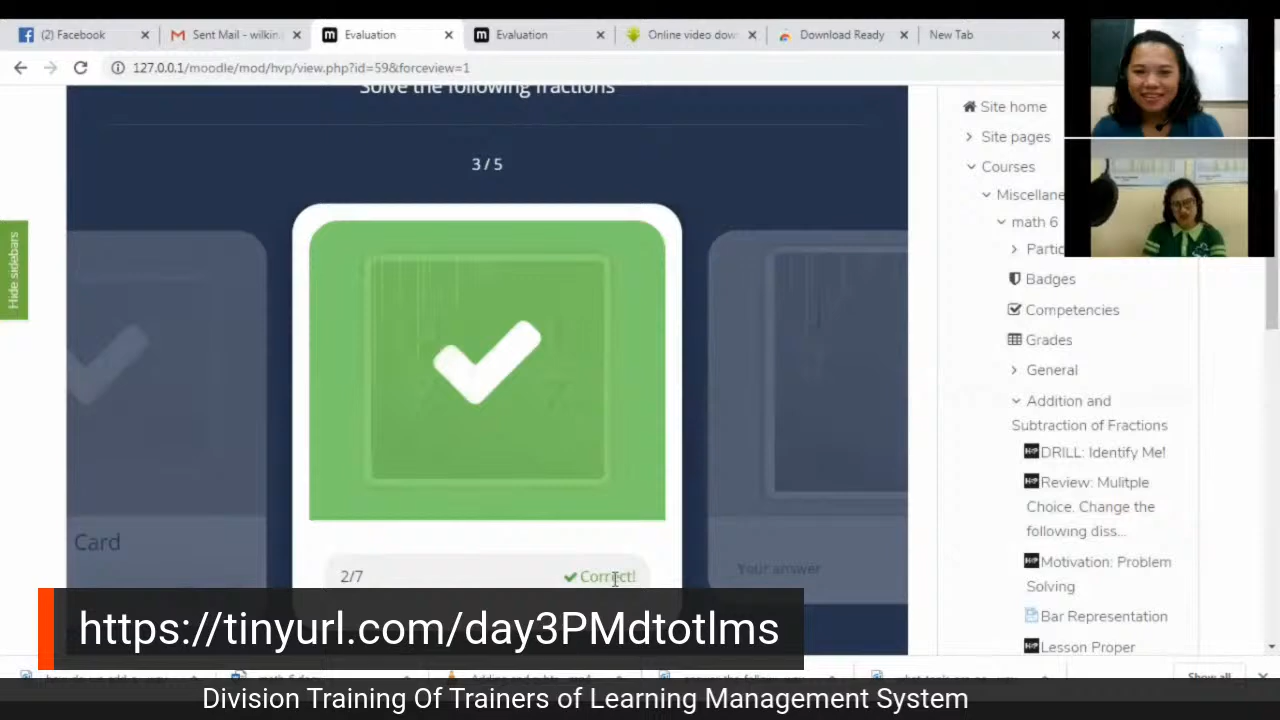 (2) Facebook
Sent Mail - wilkin
Evaluation
Evaluation
Online video dow
Download Ready
New Tab
127.0.0.1/moodle/mod/hvp/view.php?id=59&forceview=1
Solve the following fractions
3 / 5
Hide sidebars
Card
2/7
Correct!
Your answer
Site home
Site pages
Courses
Miscellane
math 6
Partic
Badges
Competencies
Grades
General
Addition and
Subtraction of Fractions
DRILL: Identify Me!
Review: Mulitple
Choice. Change the
following diss...
Motivation: Problem
Solving
Bar Representation
Lesson Proper
https://tinyurl.com/day3PMdtotlms
Show all
Division Training Of Trainers of Learning Management System